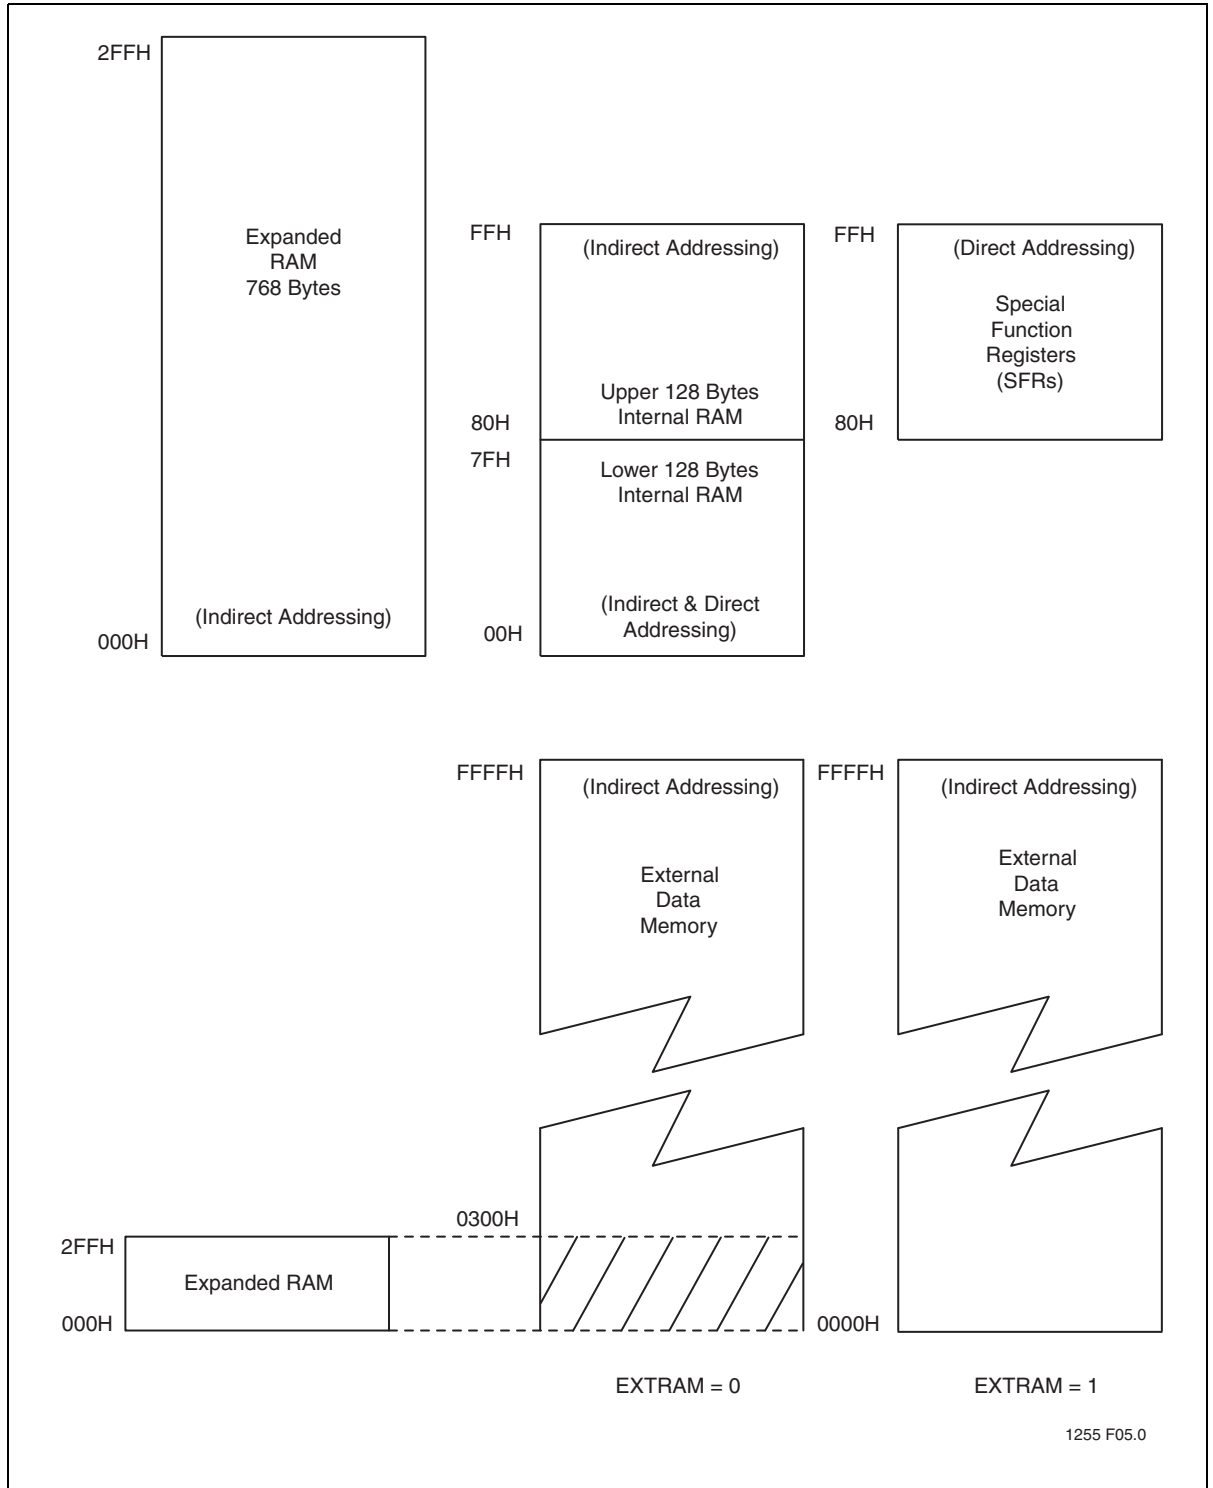 2FFH
Expanded
RAM
768 Bytes
(Indirect Addressing)
000H
FFH
(Indirect Addressing)
Upper 128 Bytes
Internal RAM
80H
7FH
Lower 128 Bytes
Internal RAM
(Indirect & Direct
Addressing)
00H
FFH
(Direct Addressing)
Special
Function
Registers
(SFRs)
80H
FFFFH
(Indirect Addressing)
External
Data
Memory
FFFFH
(Indirect Addressing)
External
Data
Memory
0300H
2FFH
Expanded RAM
000H
0000H
EXTRAM = 0
EXTRAM = 1
1255 F05.0